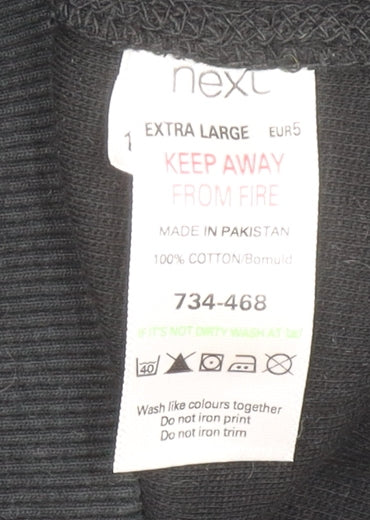 next
EXTRA LARGE EUR5
KEEP AWAY
FROM FIRE
MADE IN PAKISTAN
100% COTTON/Bomuld
734-468
IF IT'S NOT DIRTY WASH AT
40
Wash like colours together
Do not iron print
Do not iron trim